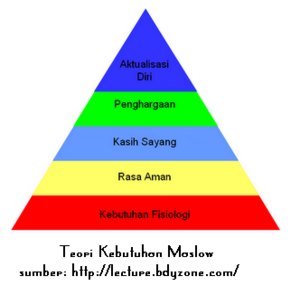 Aktualisasi
Diri
Penghargaan
Kasih Sayang
Rasa Aman
Kebutuhan Fisiologi
Teori Kebutuhan Maslow
sumber: http://lecture.bdyzone.com/